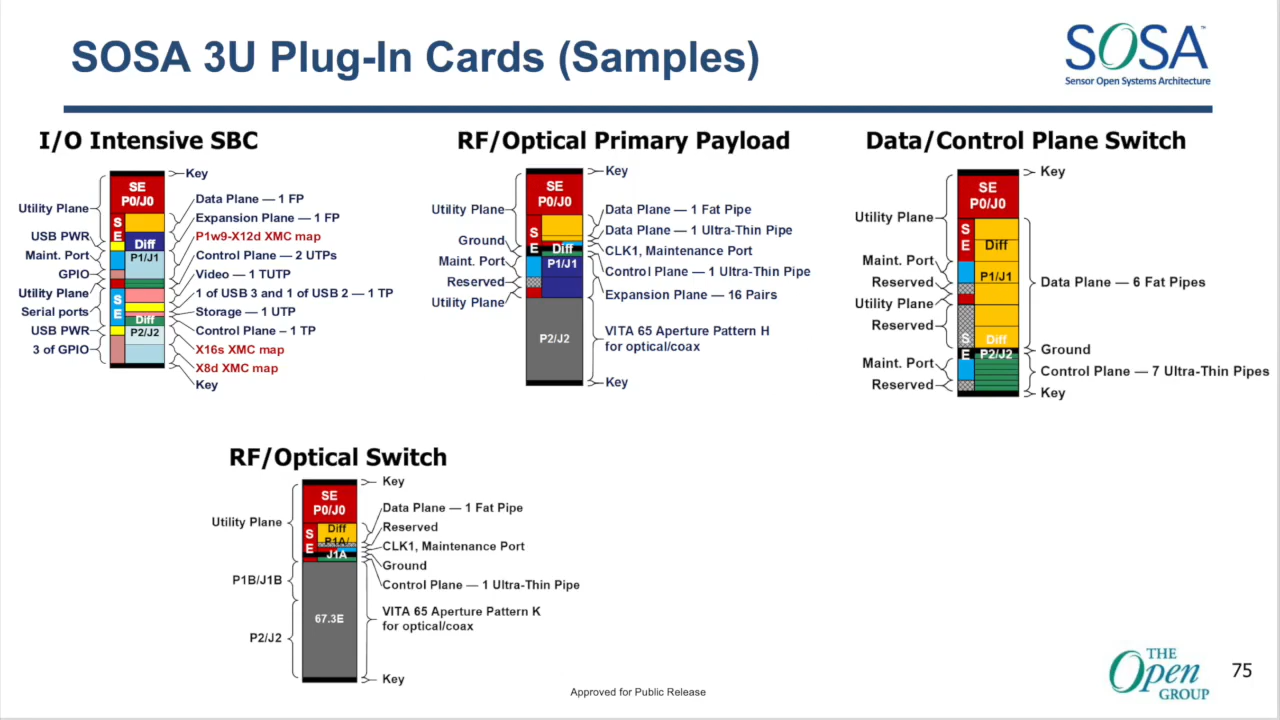 SOSA 3U Plug-In Cards (Samples)
SOSA™
Sensor Open Systems Architecture
I/O Intensive SBC
Key
SE
P0/J0
Utility Plane
USB PWR
Maint. Port
GPIO
Utility Plane
Serial ports
USB PWR
3 of GPIO
S
E
Diff
P1/J1
S
E
Diff
P2/J2
Data Plane — 1 FP
Expansion Plane — 1 FP
P1w9-X12d XMC map
Control Plane — 2 UTPs
Video — 1 TUTP
1 of USB 3 and 1 of USB 2 — 1 TP
Storage — 1 UTP
Control Plane – 1 TP
X16s XMC map
X8d XMC map
Key
RF/Optical Primary Payload
Key
SE
P0/J0
Utility Plane
Ground
Maint. Port
Reserved
Utility Plane
S
E
Diff
P1/J1
P2/J2
Data Plane — 1 Fat Pipe
Data Plane — 1 Ultra-Thin Pipe
CLK1, Maintenance Port
Control Plane — 1 Ultra-Thin Pipe
Expansion Plane — 16 Pairs
VITA 65 Aperture Pattern H
for optical/coax
Key
Data/Control Plane Switch
Key
SE
P0/J0
Utility Plane
Maint. Port
Reserved
Utility Plane
Reserved
Maint. Port
Reserved
S
E
Diff
P1/J1
S
E
Diff
P2/J2
Data Plane — 6 Fat Pipes
Ground
Control Plane — 7 Ultra-Thin Pipes
Key
RF/Optical Switch
Key
SE
P0/J0
Utility Plane
P1B/J1B
P2/J2
S
E
Diff
P1A/
J1A
67.3E
Data Plane — 1 Fat Pipe
Reserved
CLK1, Maintenance Port
Ground
Control Plane — 1 Ultra-Thin Pipe
VITA 65 Aperture Pattern K
for optical/coax
Key
Approved for Public Release
THE
Open
GROUP
75